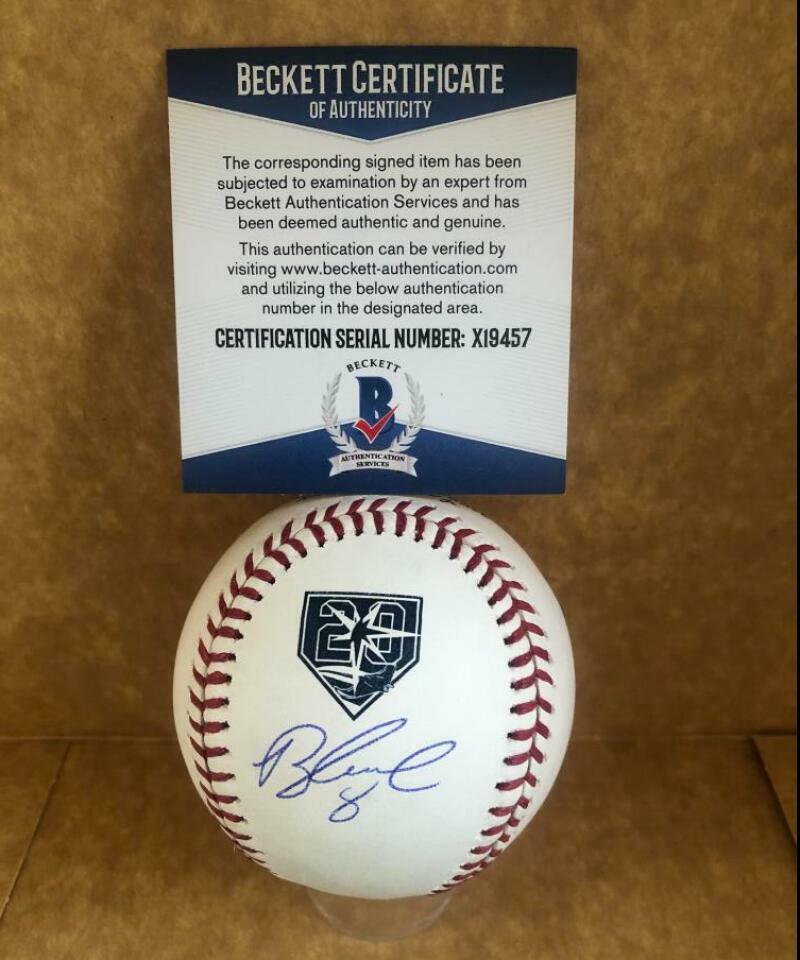 BECKETT CERTIFICATE
OF AUTHENTICITY
The corresponding signed item has been
subjected to examination by an expert from
Beckett Authentication Services and has
been deemed authentic and genuine.
This authentication can be verified by
visiting www.beckett-authentication.com
and utilizing the below authentication
number in the designated area.
CERTIFICATION SERIAL NUMBER: X19457
BECKETT
B
AUTHENTICATION
SERVICES
20
8